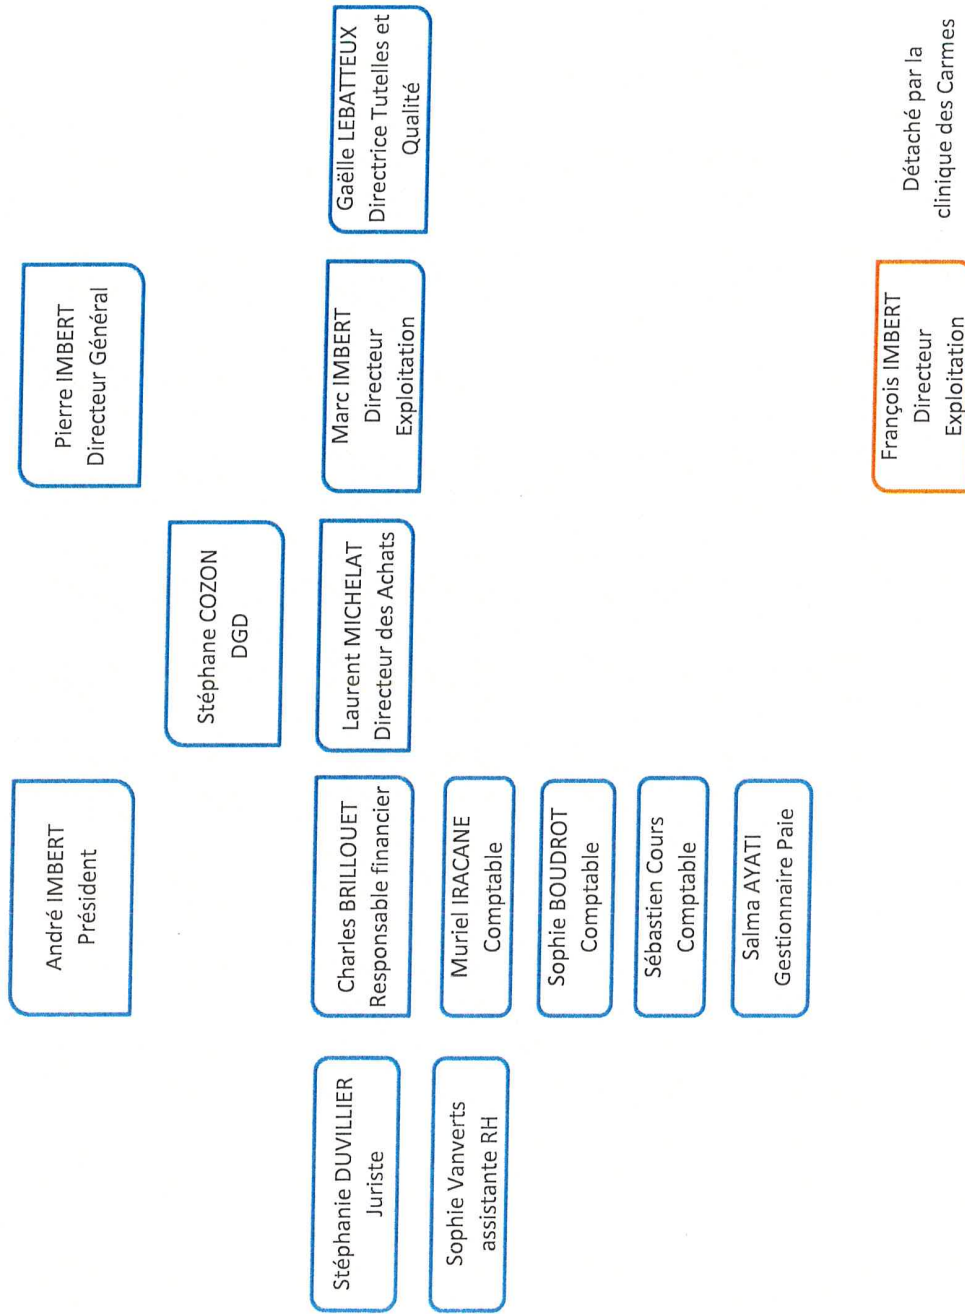 André IMBERT
Président
Pierre IMBERT
Directeur Général
Stéphane COZON
DGD
Stéphanie DUVILLIER
Juriste
Charles BRILLOUET
Responsable financier
Laurent MICHELAT
Directeur des Achats
Marc IMBERT
Directeur
Exploitation
Gaëlle LEBATTEUX
Directrice Tutelles et
Qualité
Sophie Vanverts
assistante RH
Muriel IRACANE
Comptable
Sophie BOUDROT
Comptable
Sébastien Cours
Comptable
Salma AYATI
Gestionnaire Paie
François IMBERT
Directeur
Exploitation
Détaché par la
clinique des Carmes